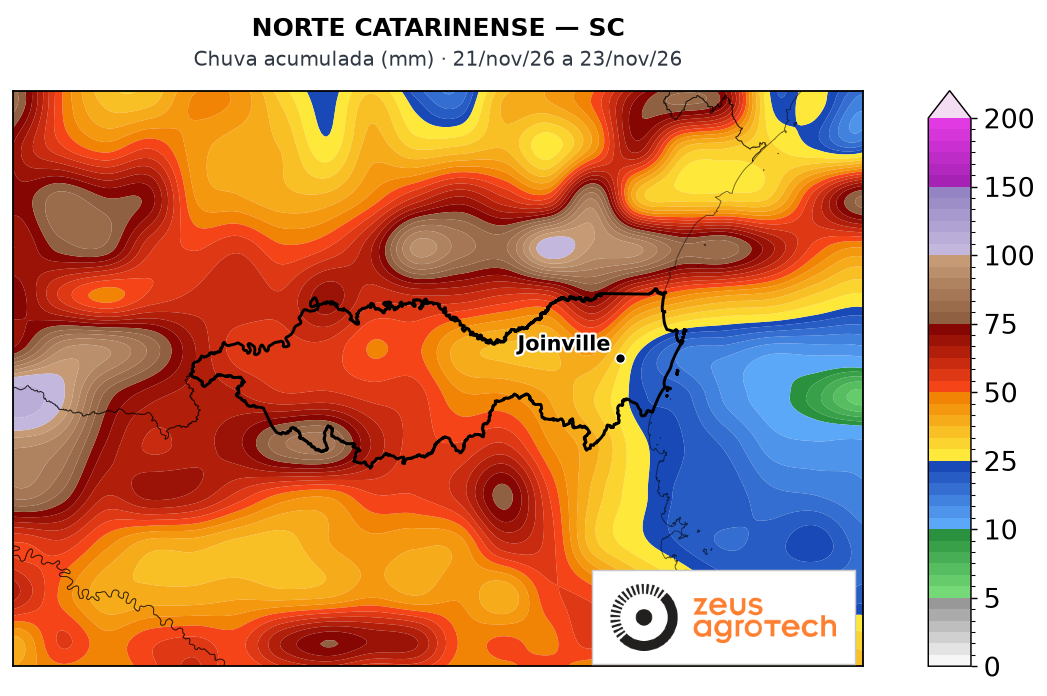 NORTE CATARINENSE — SC
Chuva acumulada (mm) · 21/nov/26 a 23/nov/26
Joinville
200
150
100
75
50
25
10
5
0
zeus
agrotech